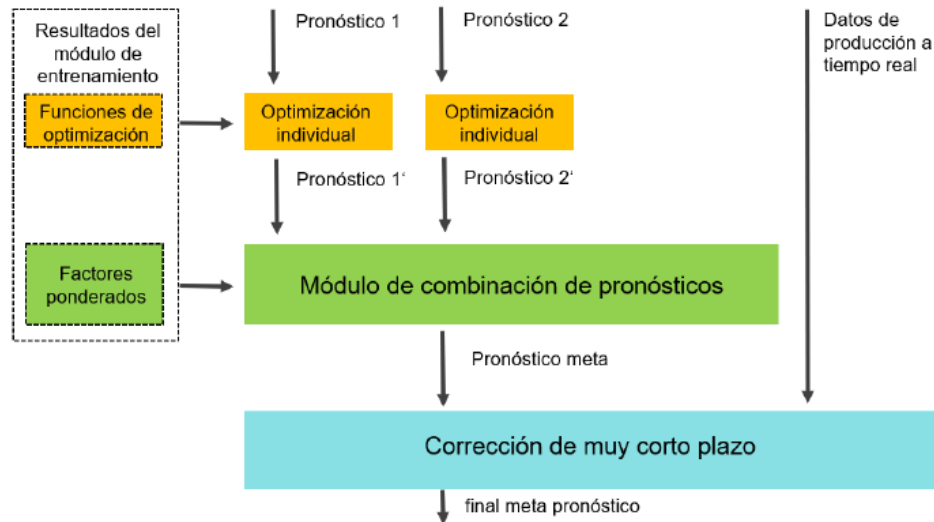 Resultados del
módulo de
entrenamiento
Funciones de
optimización
Factores
ponderados
Pronóstico 1
Pronóstico 2
Datos de
producción a
tiempo real
Optimización
individual
Optimización
individual
Pronóstico 1‘
Pronóstico 2‘
Módulo de combinación de pronósticos
Pronóstico meta
Corrección de muy corto plazo
final meta pronóstico